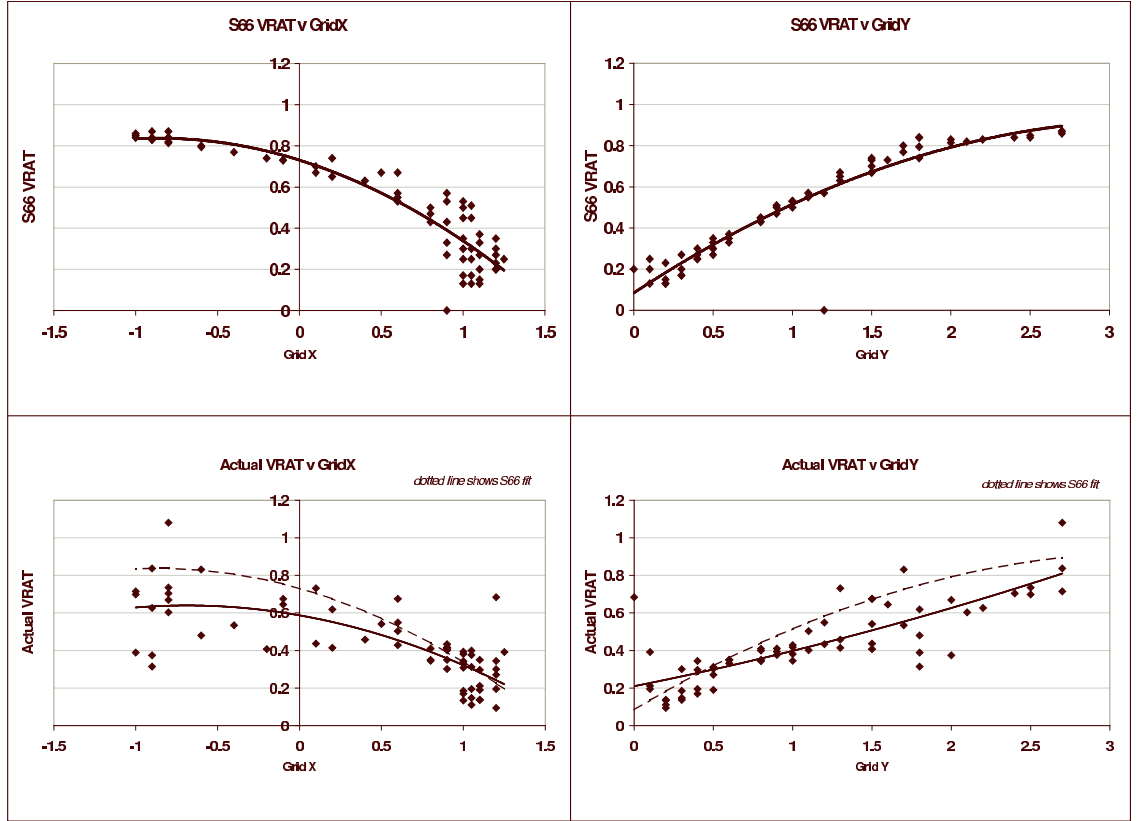 S66 VRAT v GridX
S66 VRAT
1.2
1
0.8
0.6
0.4
0.2
0
-1.5 -1 -0.5 0 0.5 1 1.5
Grid X
S66 VRAT v GridY
S66 VRAT
1.2
1
0.8
0.6
0.4
0.2
0
0 0.5 1 1.5 2 2.5 3
Grid Y
Actual VRAT v GridX
dotted line shows S66 fit
Actual VRAT
1.2
1
0.8
0.6
0.4
0.2
0
-1.5 -1 -0.5 0 0.5 1 1.5
Grid X
Actual VRAT v GridY
dotted line shows S66 fit
Actual VRAT
1.2
1
0.8
0.6
0.4
0.2
0
0 0.5 1 1.5 2 2.5 3
Grid Y